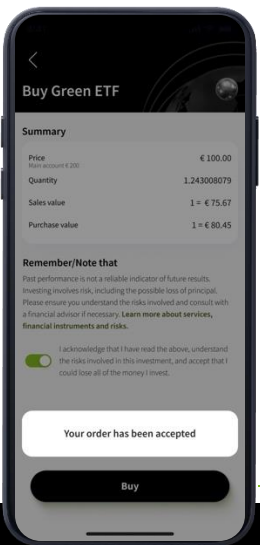 Buy Green ETF
Summary
Price € 100.00
Main account € 200
Quantity 1.243008079
Sales value 1 = € 75.67
Purchase value 1 = € 80.45
Remember/Note that
Past performance is not a reliable indicator of future results.
Investing involves risk, including the possible loss of principal.
Please ensure you understand the risks involved and consult with
a financial advisor if necessary. Learn more about services,
financial instruments and risks.
I acknowledge that I have read the above, understand
the risks involved in this investment, and accept that I
could lose all of the money I invest.
Your order has been accepted
Buy